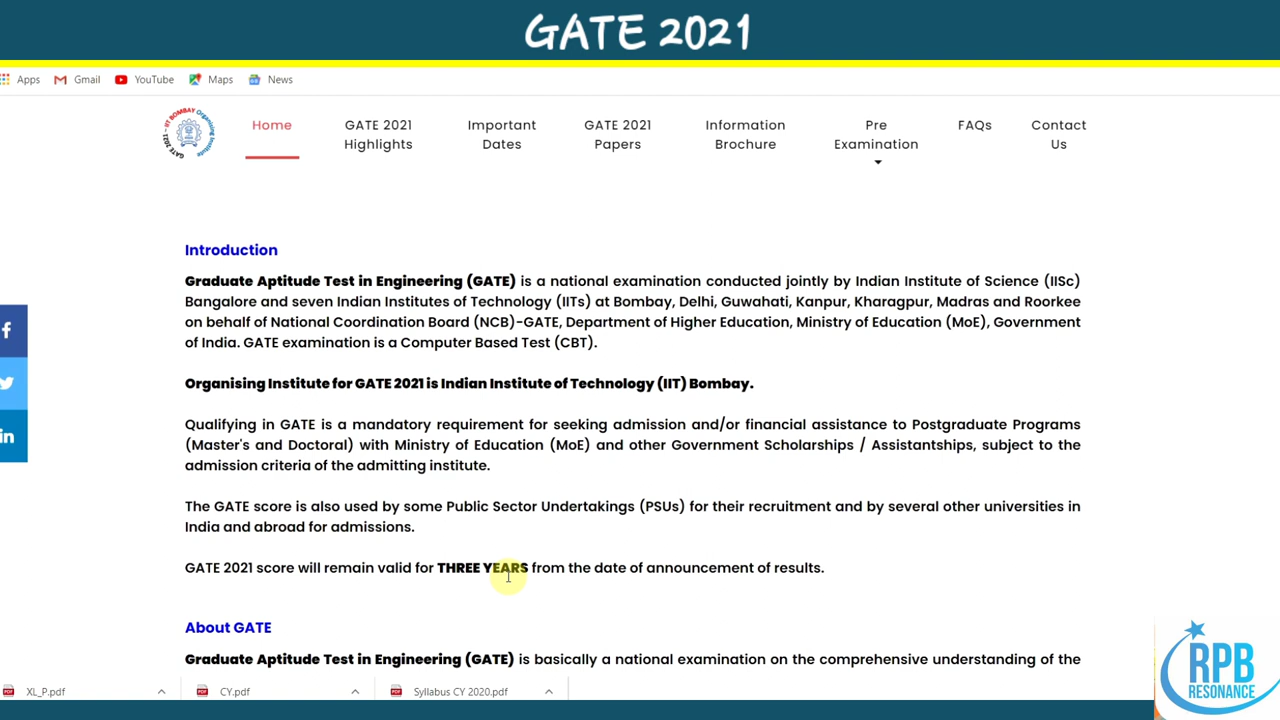 GATE 2021
Apps Gmail YouTube Maps News
GATE 2021 - IIT BOMBAY Organising Institute
Home
GATE 2021
Highlights
Important
Dates
GATE 2021
Papers
Information
Brochure
Pre
Examination
FAQs
Contact
Us
Introduction
Graduate Aptitude Test in Engineering (GATE) is a national examination conducted jointly by Indian Institute of Science (IISc)
Bangalore and seven Indian Institutes of Technology (IITs) at Bombay, Delhi, Guwahati, Kanpur, Kharagpur, Madras and Roorkee
on behalf of National Coordination Board (NCB)-GATE, Department of Higher Education, Ministry of Education (MoE), Government
of India. GATE examination is a Computer Based Test (CBT).
Organising Institute for GATE 2021 is Indian Institute of Technology (IIT) Bombay.
Qualifying in GATE is a mandatory requirement for seeking admission and/or financial assistance to Postgraduate Programs
(Master's and Doctoral) with Ministry of Education (MoE) and other Government Scholarships / Assistantships, subject to the
admission criteria of the admitting institute.
The GATE score is also used by some Public Sector Undertakings (PSUs) for their recruitment and by several other universities in
India and abroad for admissions.
GATE 2021 score will remain valid for THREE YEARS from the date of announcement of results.
About GATE
Graduate Aptitude Test in Engineering (GATE) is basically a national examination on the comprehensive understanding of the
XL_P.pdf
CY.pdf
Syllabus CY 2020.pdf
RPB
RESONANCE